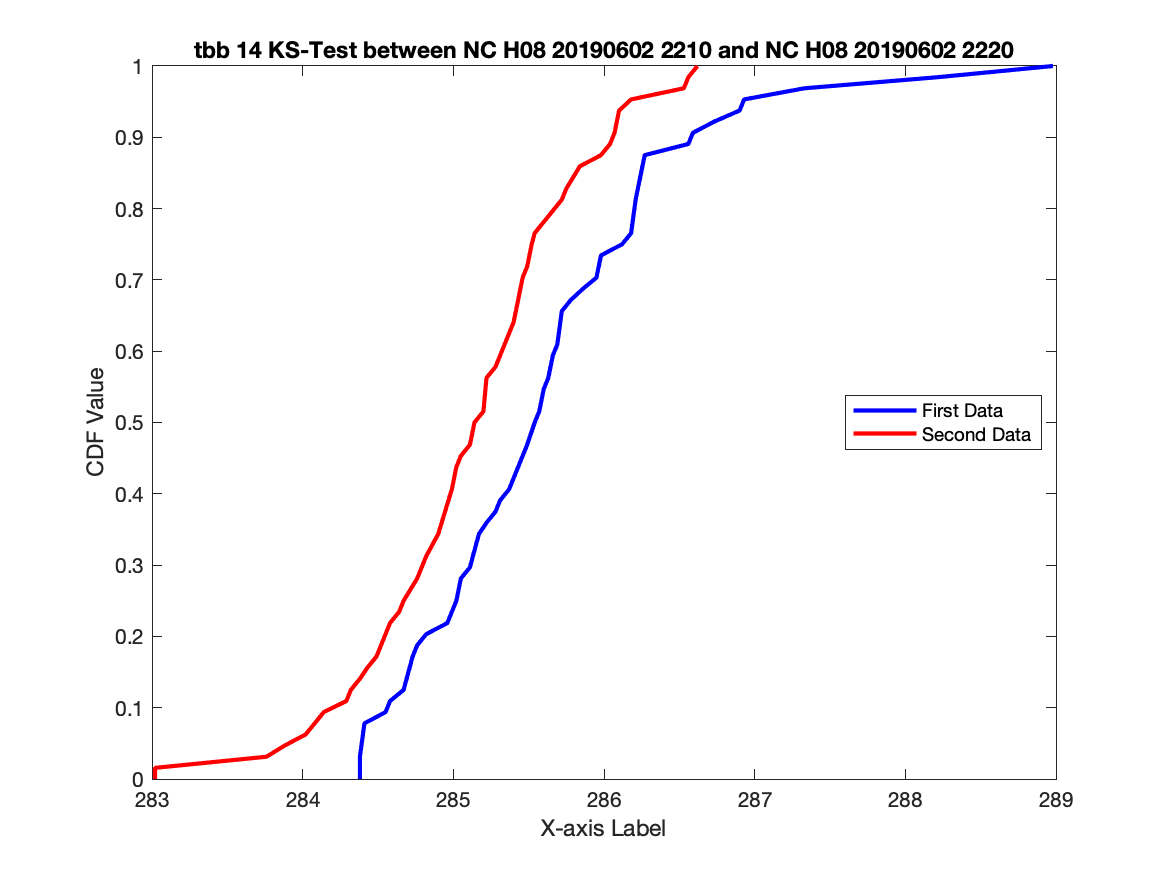 tbb 14 KS-Test between NC H08 20190602 2210 and NC H08 20190602 2220
1
0.9
0.8
0.7
0.6
0.5
0.4
0.3
0.2
0.1
0
CDF Value
First Data
Second Data
283 284 285 286 287 288 289
X-axis Label